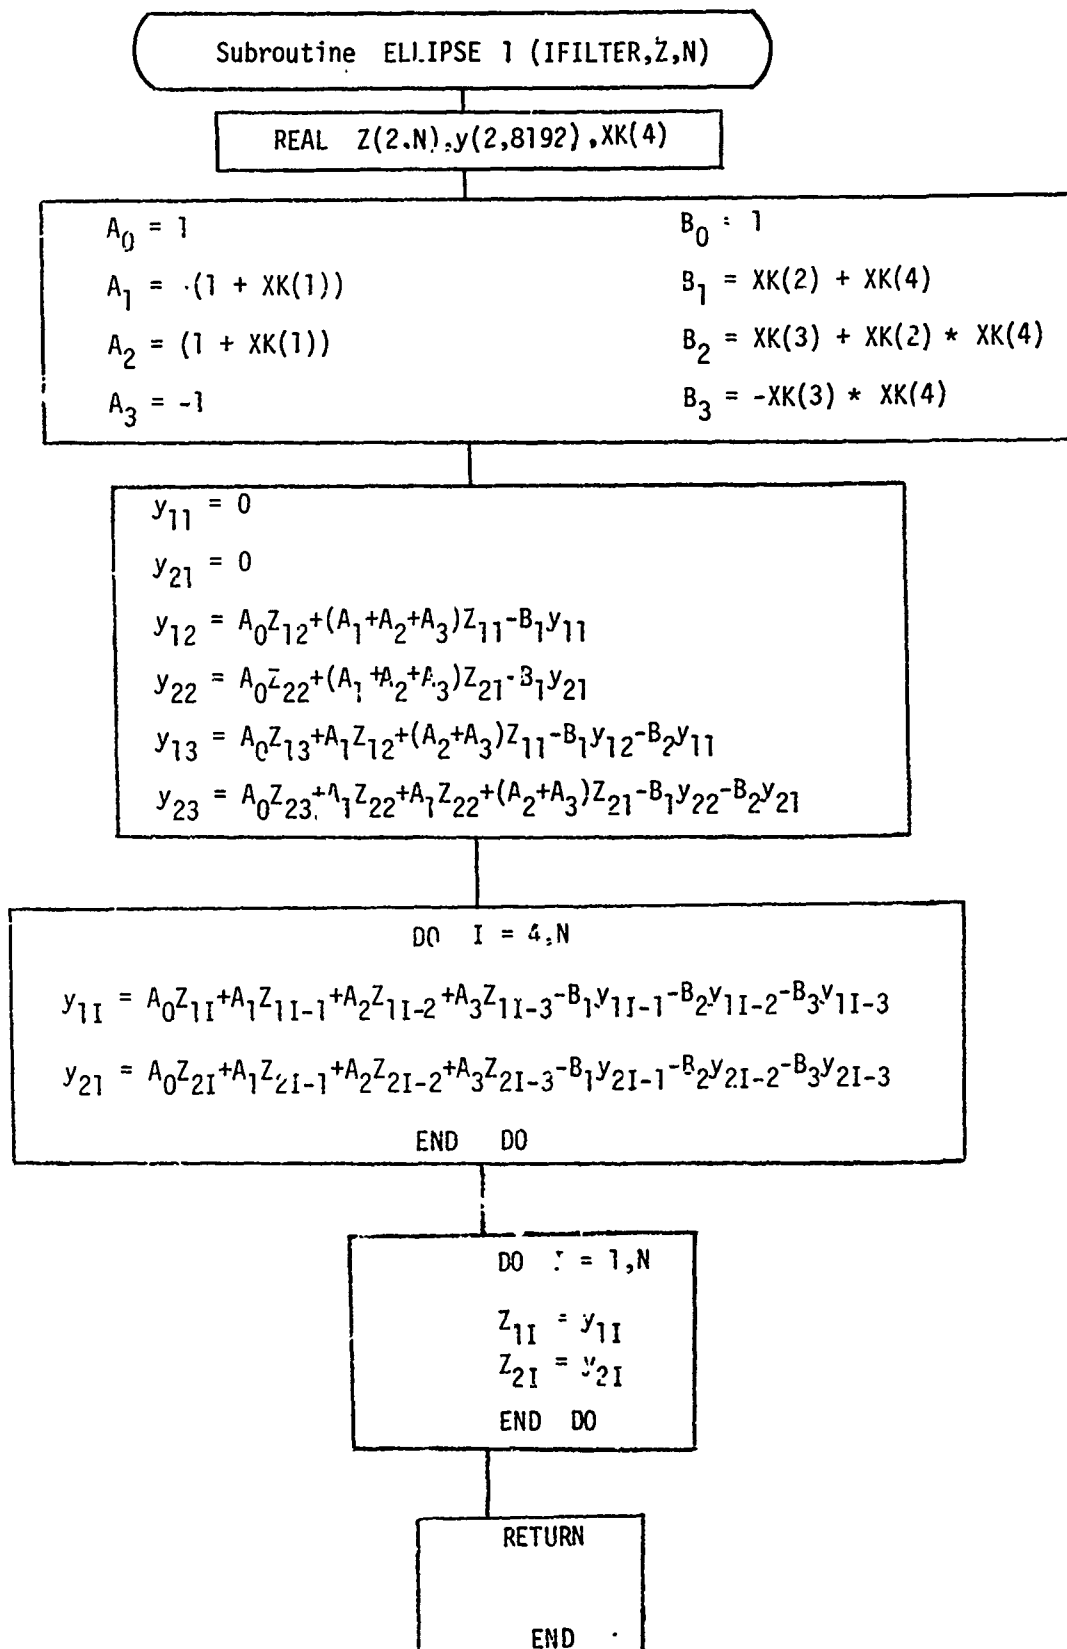 Subroutine ELLIPSE 1 (IFILTER,Z,N)
REAL Z(2.N).y(2,8192),XK(4)
A0 = 1
B0 = 1
A1 = -(1 + XK(1))
B1 = XK(2) + XK(4)
A2 = (1 + XK(1))
B2 = XK(3) + XK(2) * XK(4)
A3 = -1
B3 = -XK(3) * XK(4)
y11 = 0
y21 = 0
y12 = A0Z12+(A1+A2+A3)Z11-B1y11
y22 = A0Z22+(A1+A2+A3)Z21-B1y21
y13 = A0Z13+A1Z12+(A2+A3)Z11-B1y12-B2y11
y23 = A0Z23+A1Z22+A1Z22+(A2+A3)Z21-B1y22-B2y21
DO I = 4,N
y1I = A0Z1I+A1Z1I-1+A2Z1I-2+A3Z1I-3-B1y1I-1-B2y1I-2-B3y1I-3
y2I = A0Z2I+A1Z2I-1+A2Z2I-2+A3Z2I-3-B1y2I-1-B2y2I-2-B3y2I-3
END DO
DO I = 1,N
Z1I = y1I
Z2I = y2I
END DO
RETURN
END